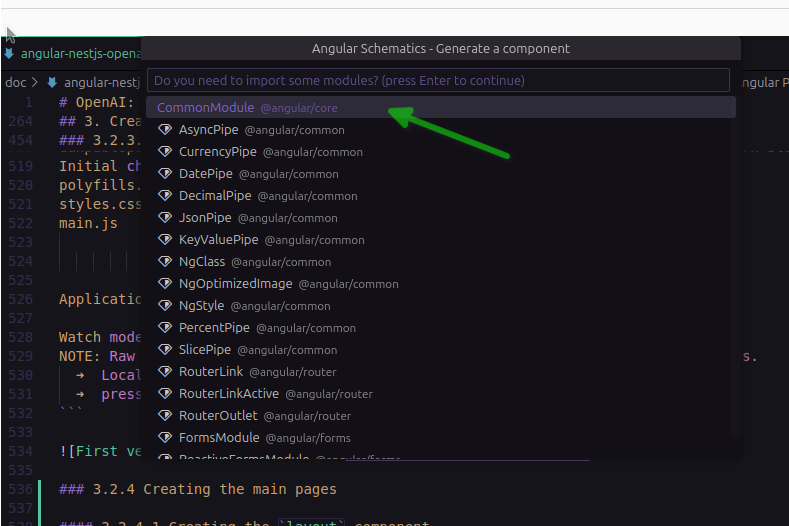 angular-nestjs-opena
Angular Schematics - Generate a component
doc > angular-nestj
Do you need to import some modules? (press Enter to continue)
ngular P
1 # OpenAI:
CommonModule @angular/core
264 ## 3. Crea
AsyncPipe @angular/common
454 ### 3.2.3.
CurrencyPipe @angular/common
519 Initial ch
DatePipe @angular/common
520 polyfills.
DecimalPipe @angular/common
521 styles.css
JsonPipe @angular/common
522 main.js
KeyValuePipe @angular/common
523
NgClass @angular/common
524
NgOptimizedImage @angular/common
525
NgStyle @angular/common
526 Applicatio
PercentPipe @angular/common
527
528 Watch mode
SlicePipe @angular/common
529 NOTE: Raw
s.
RouterLink @angular/router
530 ➜ Loca
RouterLinkActive @angular/router
531 ➜ press
RouterOutlet @angular/router
532 ```
FormsModule @angular/forms
533
ReactiveFormsModule @angular/forms
534 ![First ve
535
536 ### 3.2.4 Creating the main pages
537
538 #### 3.2.4.1 Creating the `layout` component